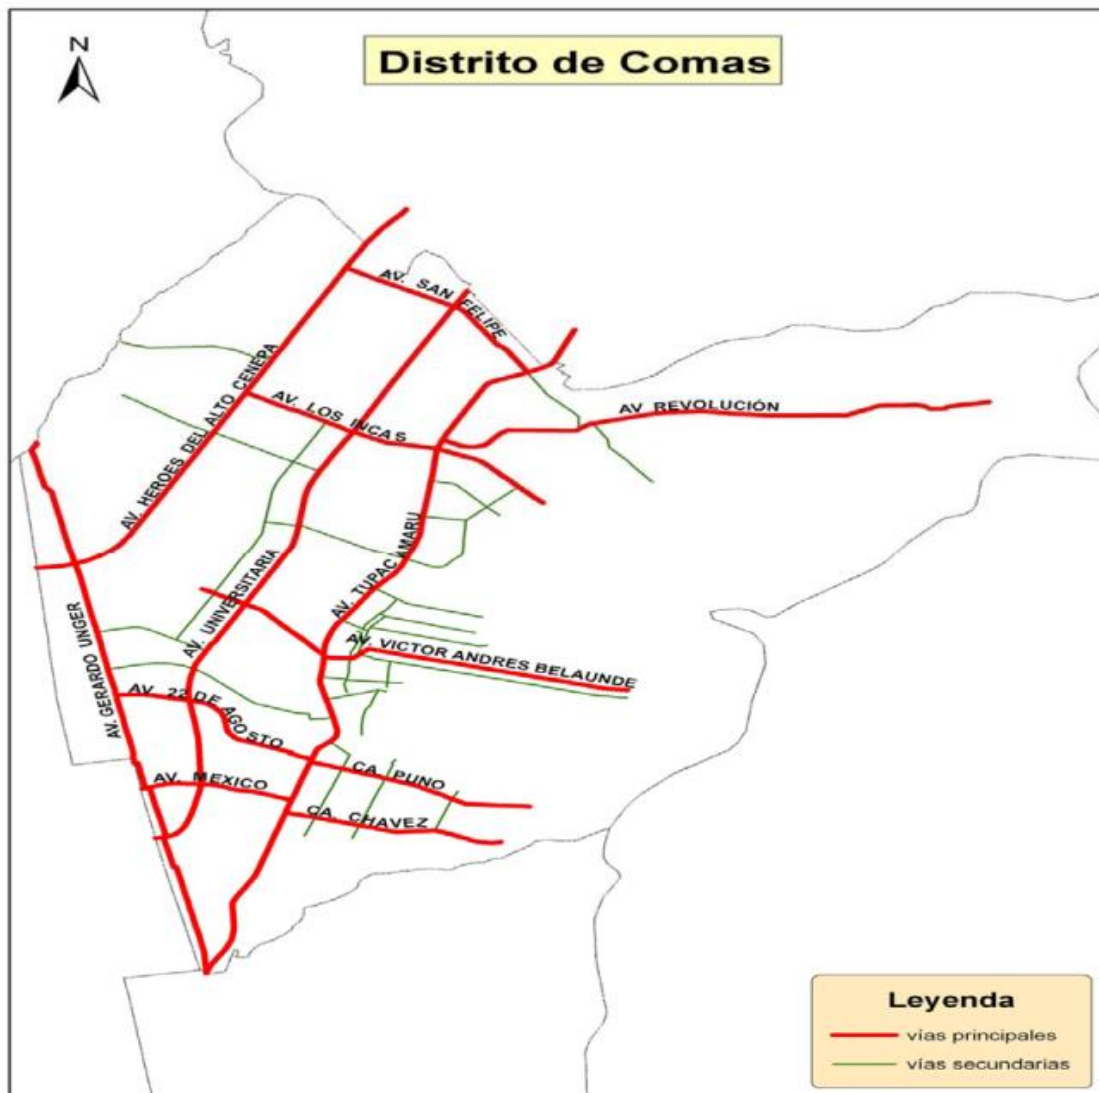 N
Distrito de Comas
AV. SAN FELIPE
AV. HEROES DEL ALTO CENEPA
AV. LOS INCAS
AV REVOLUCIÓN
AV. TUPAC AMARU
AV. UNIVERSITARIA
AV. GERARDO UNGER
AV. VICTOR ANDRES BELAUNDE
AV 22 DE AGOSTO
CA. PUNO
AV. MEXICO
CA. CHAVEZ
Leyenda
vías principales
vías secundarias